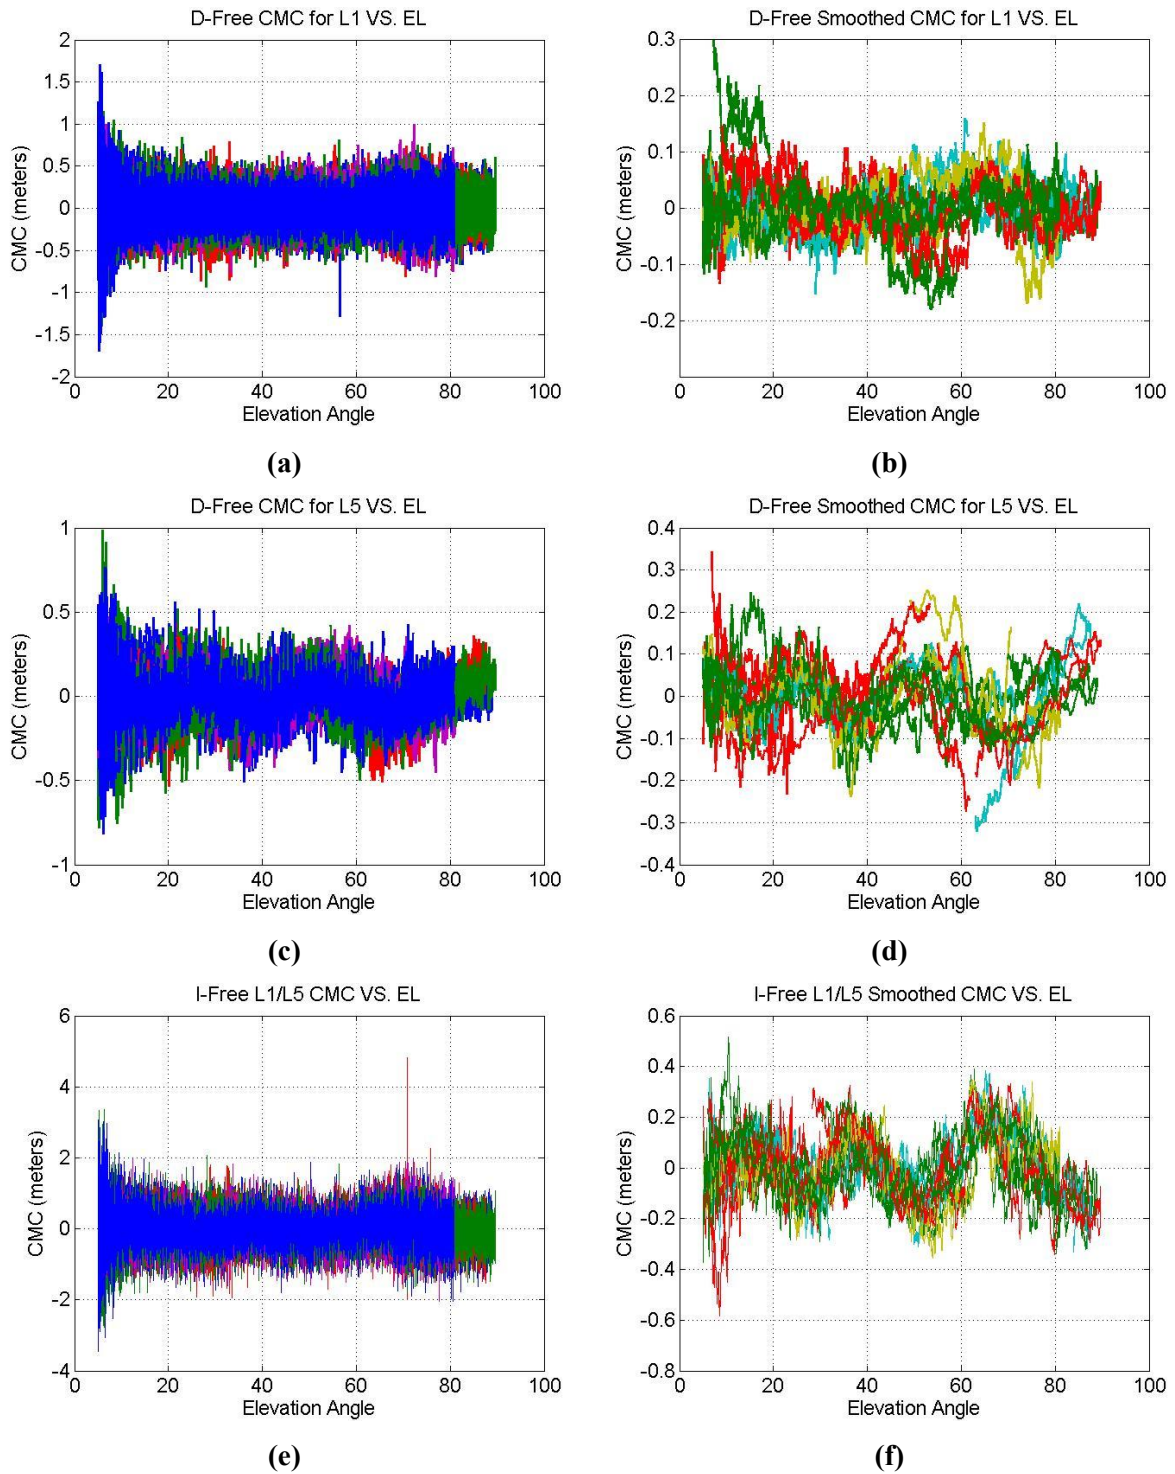 D-Free CMC for L1 VS. EL
2
1.5
1
0.5
0
-0.5
-1
-1.5
-2
CMC (meters)
0 20 40 60 80 100
Elevation Angle
(a)
D-Free Smoothed CMC for L1 VS. EL
0.3
0.2
0.1
0
-0.1
-0.2
CMC (meters)
0 20 40 60 80 100
Elevation Angle
(b)
D-Free CMC for L5 VS. EL
1
0.5
0
-0.5
-1
CMC (meters)
0 20 40 60 80 100
Elevation Angle
(c)
D-Free Smoothed CMC for L5 VS. EL
0.4
0.3
0.2
0.1
0
-0.1
-0.2
-0.3
-0.4
CMC (meters)
0 20 40 60 80 100
Elevation Angle
(d)
I-Free L1/L5 CMC VS. EL
6
4
2
0
-2
-4
CMC (meters)
0 20 40 60 80 100
Elevation Angle
(e)
I-Free L1/L5 Smoothed CMC VS. EL
0.6
0.4
0.2
0
-0.2
-0.4
-0.6
-0.8
CMC (meters)
0 20 40 60 80 100
Elevation Angle
(f)